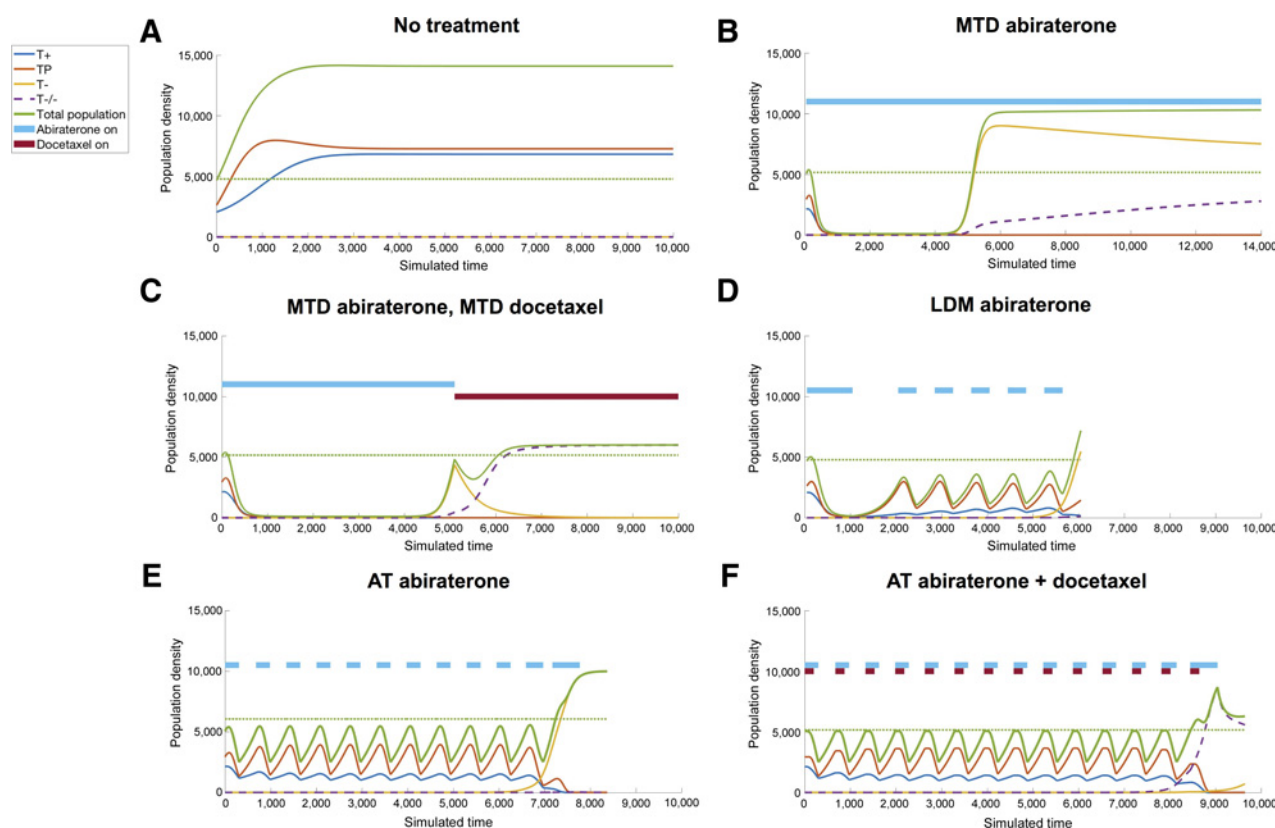 A
No treatment
T+
TP
T-
T-/-
Total population
Abiraterone on
Docetaxel on
Population density
15,000
10,000
5,000
0
0
1,000
2,000
3,000
4,000
5,000
6,000
7,000
8,000
9,000
10,000
Simulated time
B
MTD abiraterone
Population density
15,000
10,000
5,000
0
2,000
4,000
6,000
8,000
10,000
12,000
14,000
Simulated time
C
MTD abiraterone, MTD docetaxel
Population density
15,000
10,000
5,000
0
0
1,000
2,000
3,000
4,000
5,000
6,000
7,000
8,000
9,000
10,000
Simulated time
D
LDM abiraterone
Population density
15,000
10,000
5,000
0
0
1,000
2,000
3,000
4,000
5,000
6,000
7,000
8,000
9,000
10,000
Simulated time
E
AT abiraterone
Population density
15,000
10,000
5,000
0
0
1,000
2,000
3,000
4,000
5,000
6,000
7,000
8,000
9,000
10,000
Simulated time
F
AT abiraterone + docetaxel
Population density
15,000
10,000
5,000
0
0
1,000
2,000
3,000
4,000
5,000
6,000
7,000
8,000
9,000
10,000
Simulated time